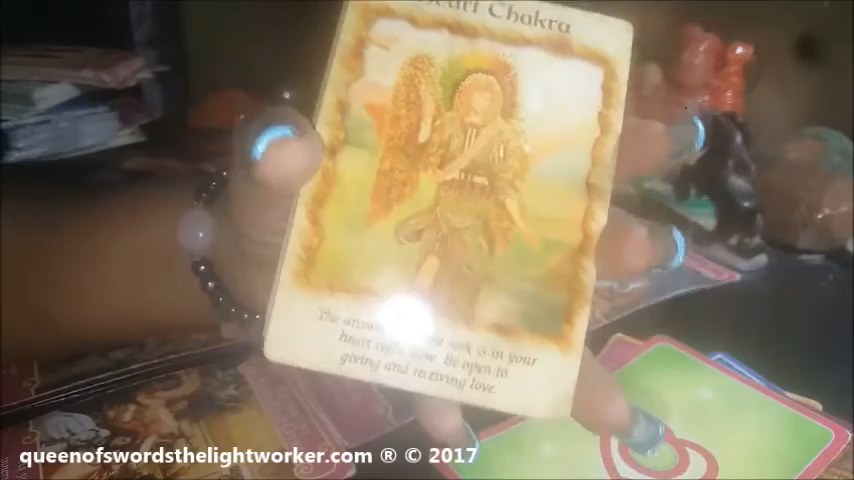 Heart Chakra
The answer you seek is in your
heart right now. Be open to
giving and receiving love.
queenofswordsthelightworker.com ® © 2017